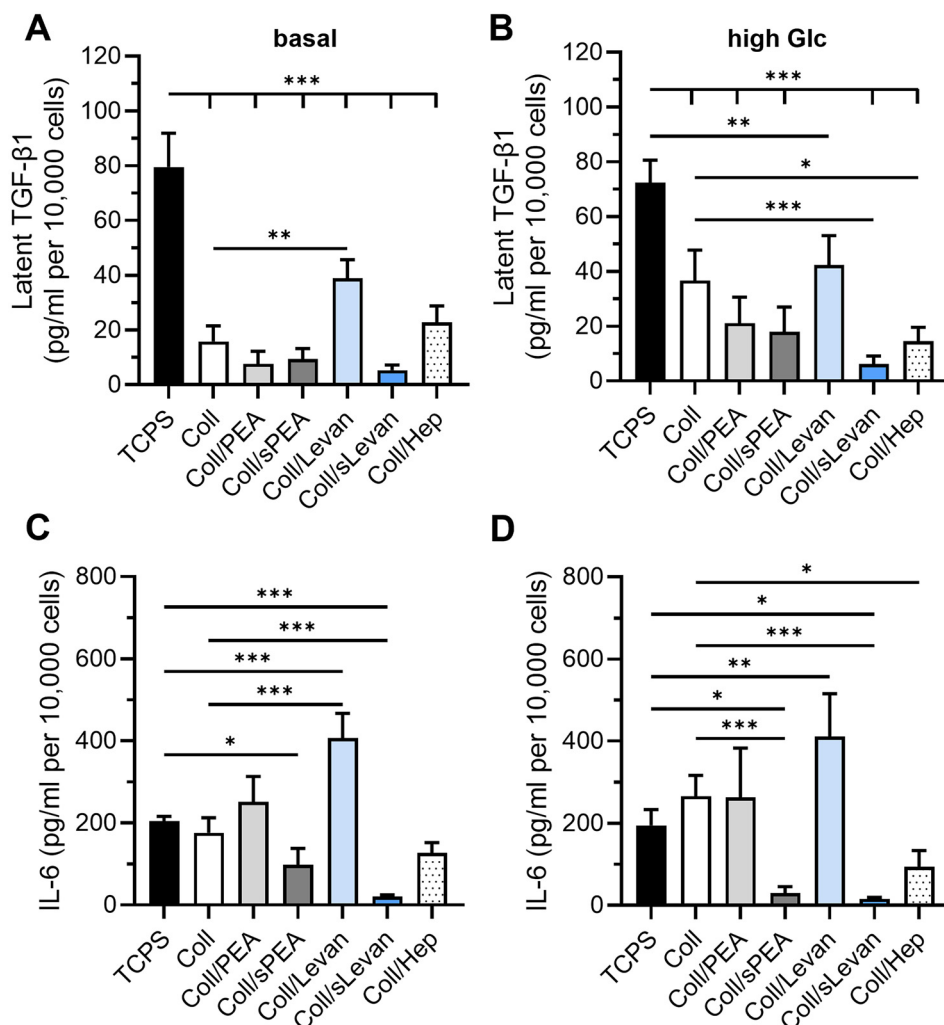 A
basal
Latent TGF-β1
(pg/ml per 10,000 cells)
120
100
80
60
40
20
0
***
**
TCPS
Coll
Coll/PEA
Coll/sPEA
Coll/Levan
Coll/sLevan
Coll/Hep
B
high Glc
Latent TGF-β1
(pg/ml per 10,000 cells)
120
100
80
60
40
20
0
***
**
*
***
TCPS
Coll
Coll/PEA
Coll/sPEA
Coll/Levan
Coll/sLevan
Coll/Hep
C
IL-6 (pg/ml per 10,000 cells)
800
600
400
200
0
***
***
***
***
*
TCPS
Coll
Coll/PEA
Coll/sPEA
Coll/Levan
Coll/sLevan
Coll/Hep
D
IL-6 (pg/ml per 10,000 cells)
800
600
400
200
0
*
*
***
**
*
***
TCPS
Coll
Coll/PEA
Coll/sPEA
Coll/Levan
Coll/sLevan
Coll/Hep